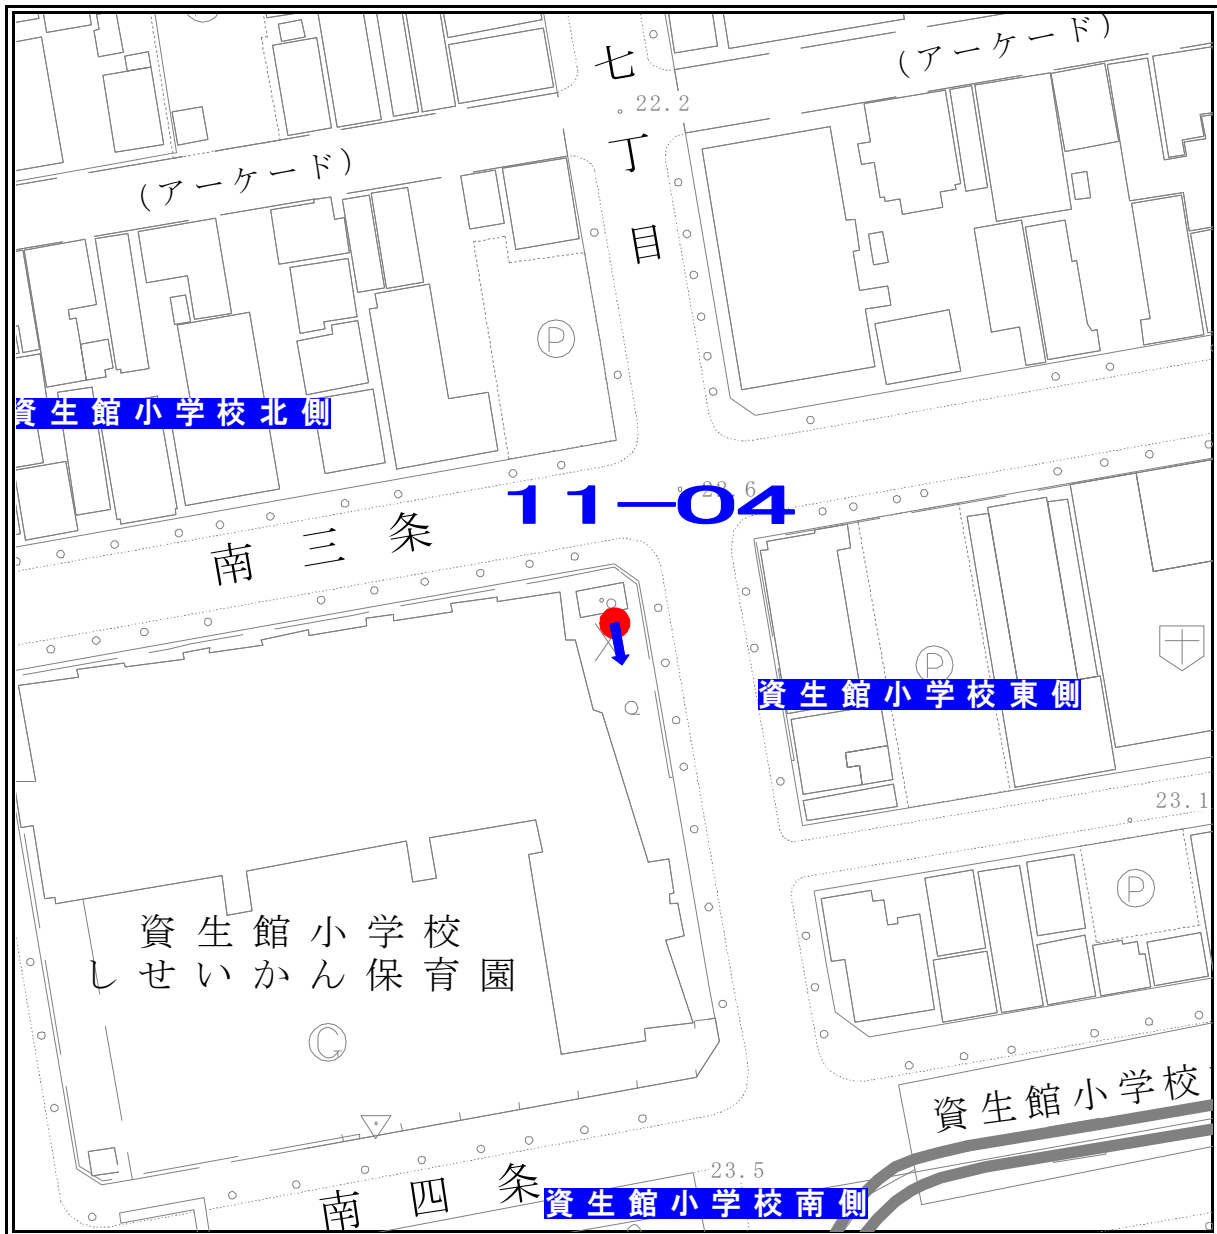 (アーケード)
七丁目
22.2
(アーケード)
P
資生館小学校北側
22.6
11-04
南三条
P
資生館小学校東側
23.1
P
資生館小学校
しせいかん保育園
G
資生館小学校
23.5
南四条
資生館小学校南側